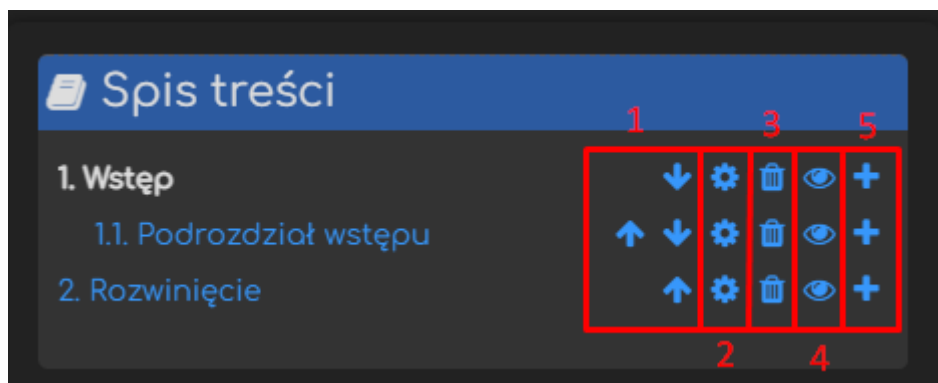 Spis treści
1 3 5
1. Wstęp
1.1. Podrozdział wstępu
2. Rozwinięcie
2 4